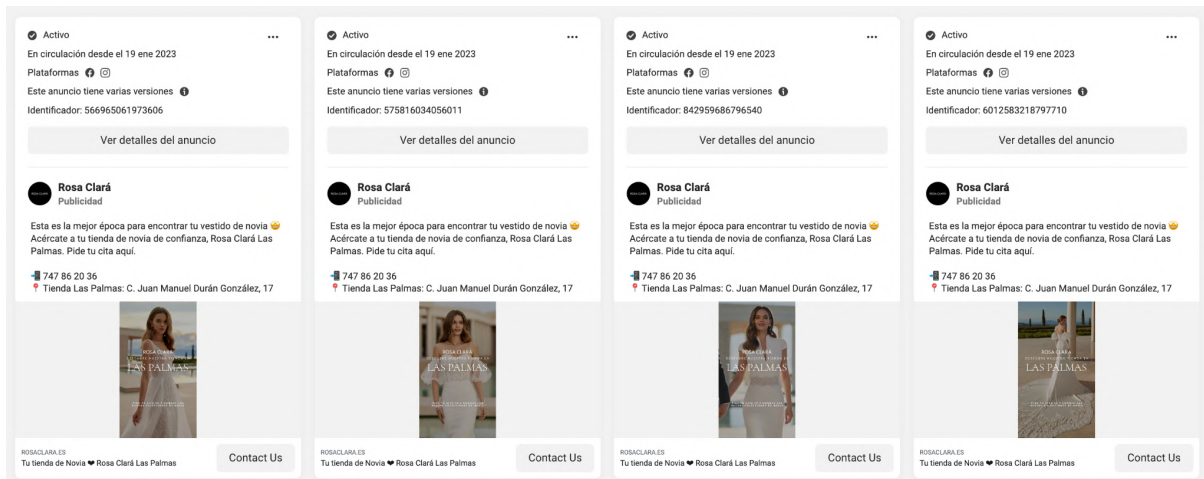 Activo
En circulación desde el 19 ene 2023
Plataformas
Este anuncio tiene varias versiones
Identificador: 566965061973606
Ver detalles del anuncio
Rosa Clará
Publicidad
Esta es la mejor época para encontrar tu vestido de novia 🤩
Acércate a tu tienda de novia de confianza, Rosa Clará Las
Palmas. Pide tu cita aquí.
📲 747 86 20 36
📍 Tienda Las Palmas: C. Juan Manuel Durán González, 17
ROSA CLARÁ
LAS PALMAS
ROSACLARA.ES
Tu tienda de Novia ❤ Rosa Clará Las Palmas
Contact Us
Activo
En circulación desde el 19 ene 2023
Plataformas
Este anuncio tiene varias versiones
Identificador: 575816034056011
Ver detalles del anuncio
Rosa Clará
Publicidad
Esta es la mejor época para encontrar tu vestido de novia 🤩
Acércate a tu tienda de novia de confianza, Rosa Clará Las
Palmas. Pide tu cita aquí.
📲 747 86 20 36
📍 Tienda Las Palmas: C. Juan Manuel Durán González, 17
ROSA CLARÁ
LAS PALMAS
ROSACLARA.ES
Tu tienda de Novia ❤ Rosa Clará Las Palmas
Contact Us
Activo
En circulación desde el 19 ene 2023
Plataformas
Este anuncio tiene varias versiones
Identificador: 842959686796540
Ver detalles del anuncio
Rosa Clará
Publicidad
Esta es la mejor época para encontrar tu vestido de novia 🤩
Acércate a tu tienda de novia de confianza, Rosa Clará Las
Palmas. Pide tu cita aquí.
📲 747 86 20 36
📍 Tienda Las Palmas: C. Juan Manuel Durán González, 17
ROSA CLARÁ
LAS PALMAS
ROSACLARA.ES
Tu tienda de Novia ❤ Rosa Clará Las Palmas
Contact Us
Activo
En circulación desde el 19 ene 2023
Plataformas
Este anuncio tiene varias versiones
Identificador: 6012583218797710
Ver detalles del anuncio
Rosa Clará
Publicidad
Esta es la mejor época para encontrar tu vestido de novia 🤩
Acércate a tu tienda de novia de confianza, Rosa Clará Las
Palmas. Pide tu cita aquí.
📲 747 86 20 36
📍 Tienda Las Palmas: C. Juan Manuel Durán González, 17
ROSA CLARÁ
LAS PALMAS
ROSACLARA.ES
Tu tienda de Novia ❤ Rosa Clará Las Palmas
Contact Us